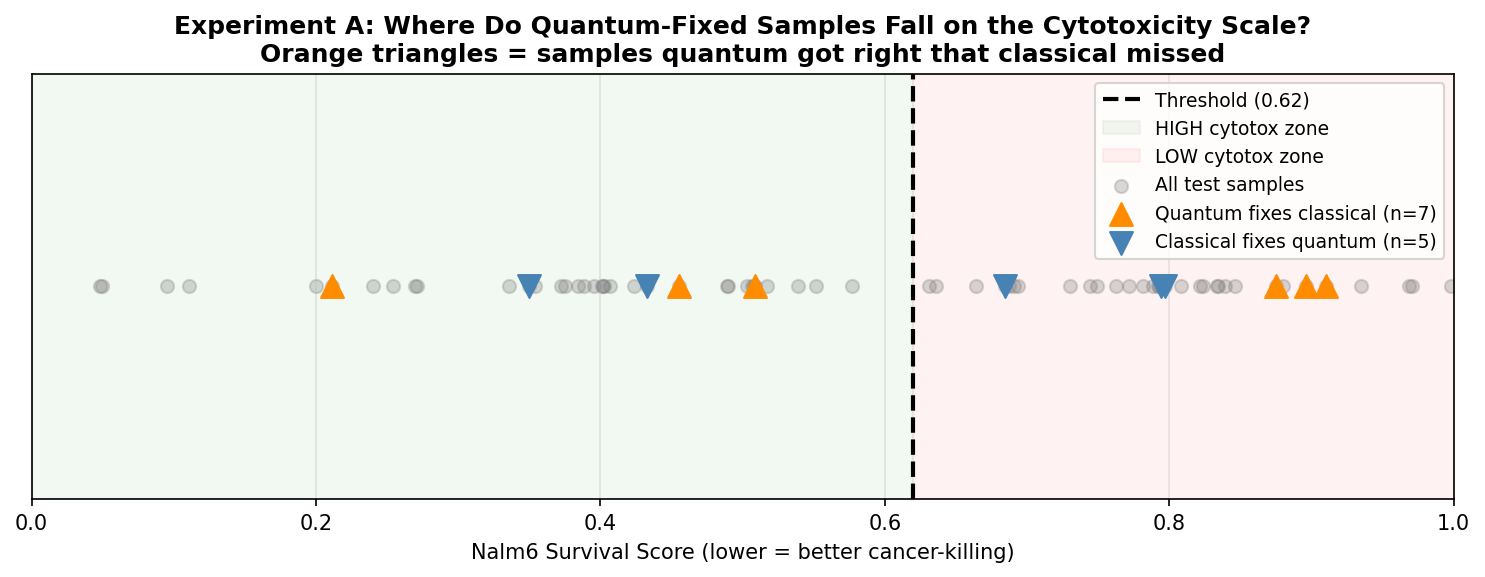 Experiment A: Where Do Quantum-Fixed Samples Fall on the Cytotoxicity Scale?
Orange triangles = samples quantum got right that classical missed
Threshold (0.62)
HIGH cytotox zone
LOW cytotox zone
All test samples
Quantum fixes classical (n=7)
Classical fixes quantum (n=5)
0.0 0.2 0.4 0.6 0.8 1.0
Nalm6 Survival Score (lower = better cancer-killing)